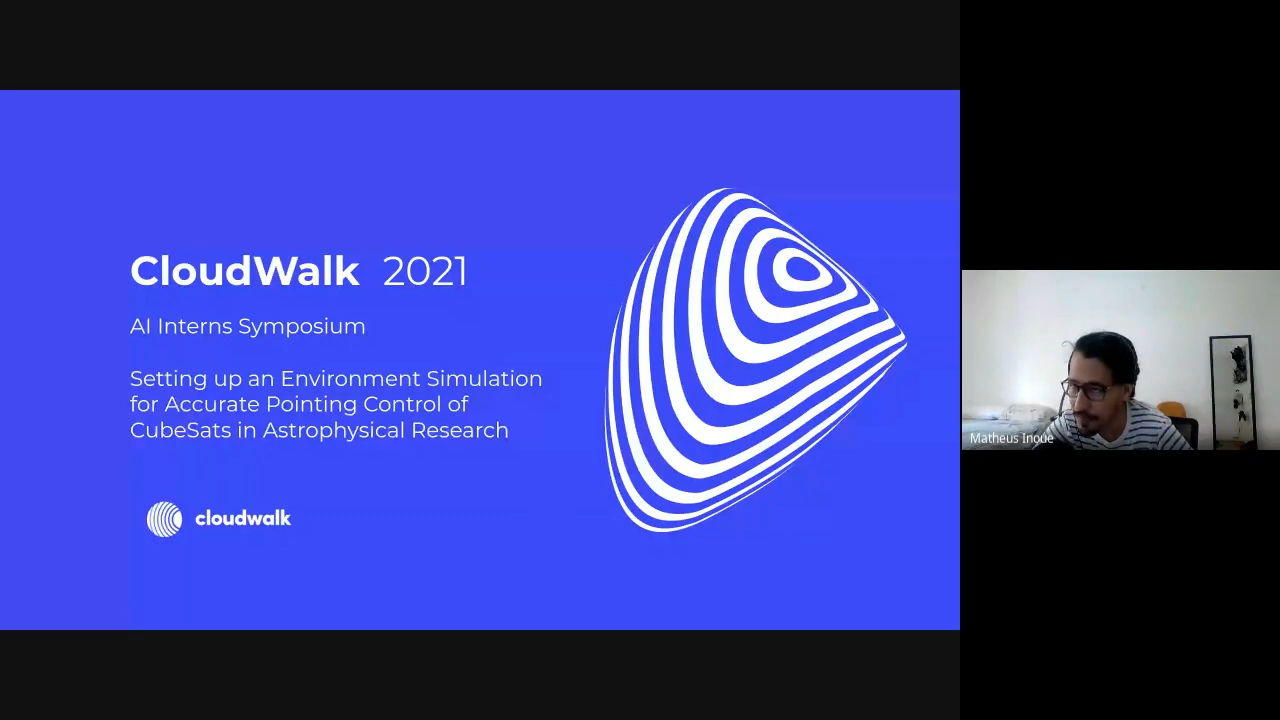 CloudWalk 2021
AI Interns Symposium
Setting up an Environment Simulation
for Accurate Pointing Control of
CubeSats in Astrophysical Research
cloudwalk
Matheus Inoue